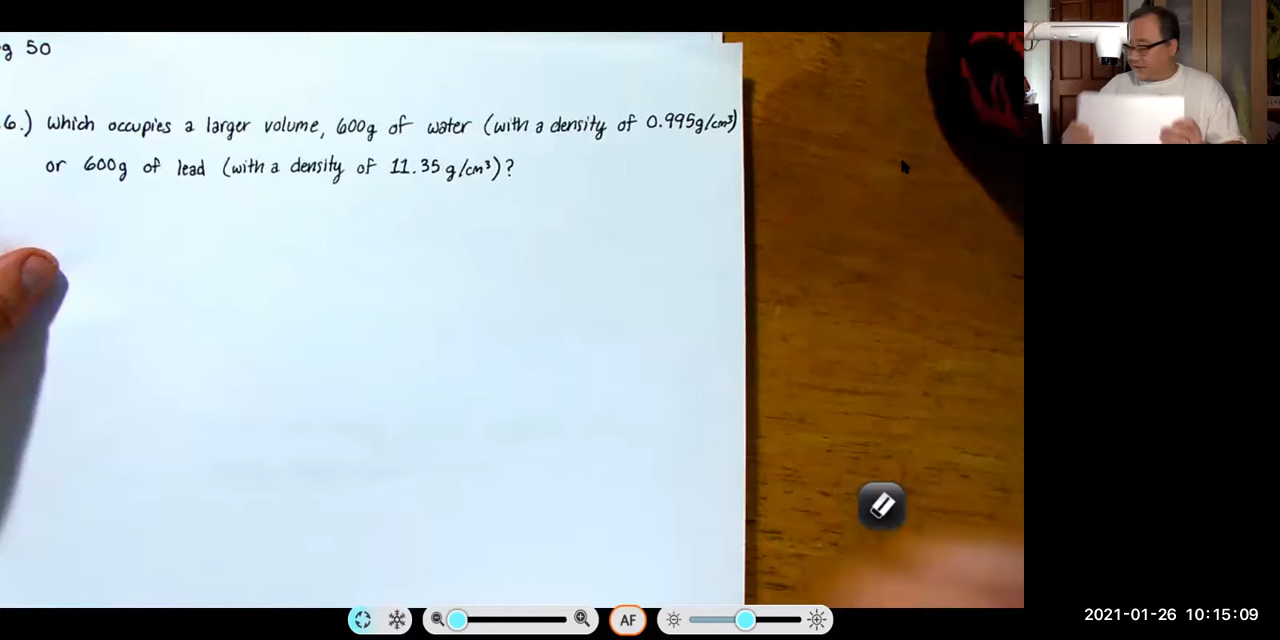 g 50
6.) Which occupies a larger volume, 600g of water (with a density of 0.995g/cm³)
or 600g of lead (with a density of 11.35 g/cm³)?
AF
2021-01-26 10:15:09